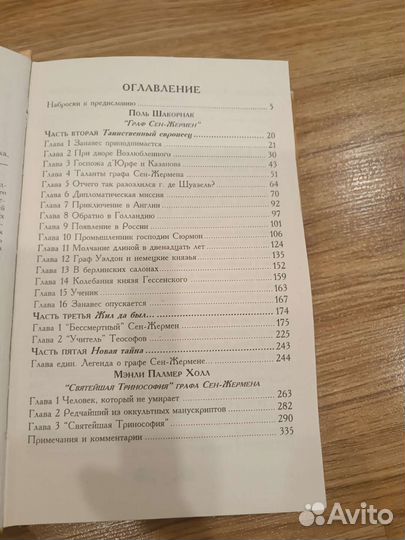 ОГЛАВЛЕНИЕ
Наброски к предисловию 5
Поль Шакорнак
"Граф Сен-Жермен"
Часть вторая Таинственный европеец 20
Глава 1 Занавес приподнимается 21
Глава 2 При дворе Возлюбленного 30
Глава 3 Госпожа д'Юрфе и Казанова 43
Глава 4 Таланты графа Сен-Жермена 51
Глава 5 Отчего так разозлился г. де Шуазель? 64
Глава 6 Дипломатическая миссия 70
Глава 7 Приключение в Англии 92
Глава 8 Обратно в Голландию 97
Глава 9 Появление в России 101
Глава 10 Промышленник господин Сюрмон 106
Глава 11 Молчание длиной в двенадцать лет 124
Глава 12 Граф Уэлдон и немецкие князья 135
Глава 13 В берлинских салонах 152
Глава 14 Колебания князя Гессенского 159
Глава 15 Ученик 163
Глава 16 Занавес опускается 167
Часть третья Жил да был... 174
Глава 1 "Бессмертный" Сен-Жермен 175
Глава 2 "Учитель" Теософов 225
Часть пятая Новая тайна 243
Глава един. Легенда о графе Сен-Жермене 244
Мэнли Палмер Холл
"Святейшая Тринософия" графа Сен-Жермена
Глава 1 Человек, который не умирает 263
Глава 2 Редчайший из оккультных манускриптов 282
Глава 3 "Святейшая Тринософия" 290
Примечания и комментарии 335
Avito